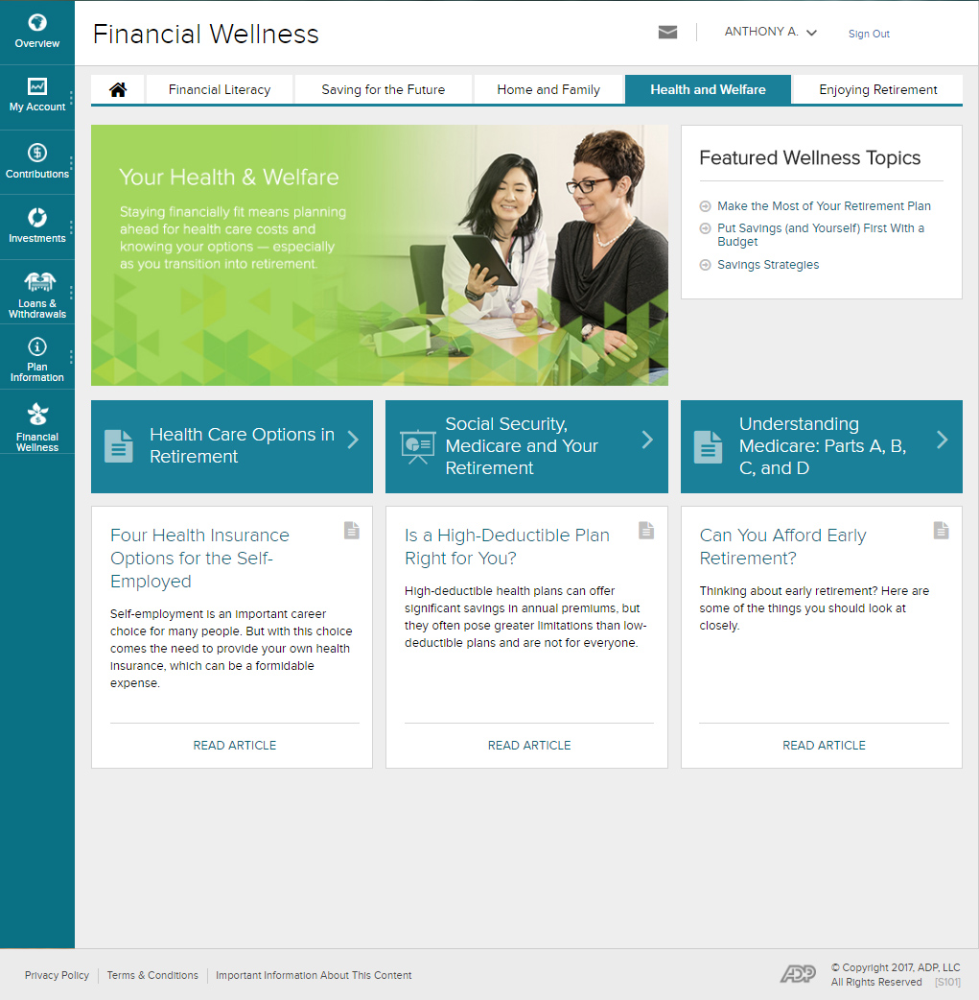 Overview
My Account
Contributions
Investments
Loans &
Withdrawals
Plan
Information
Financial
Wellness
Financial Wellness
ANTHONY A.
Sign Out
Financial Literacy
Saving for the Future
Home and Family
Health and Welfare
Enjoying Retirement
Your Health & Welfare
Staying financially fit means planning
ahead for health care costs and
knowing your options — especially
as you transition into retirement.
Featured Wellness Topics
Make the Most of Your Retirement Plan
Put Savings (and Yourself) First With a
Budget
Savings Strategies
Health Care Options in
Retirement
Social Security,
Medicare and Your
Retirement
Understanding
Medicare: Parts A, B,
C, and D
Four Health Insurance
Options for the Self-
Employed
Self-employment is an important career
choice for many people. But with this choice
comes the need to provide your own health
insurance, which can be a formidable
expense.
READ ARTICLE
Is a High-Deductible Plan
Right for You?
High-deductible health plans can offer
significant savings in annual premiums, but
they often pose greater limitations than low-
deductible plans and are not for everyone.
READ ARTICLE
Can You Afford Early
Retirement?
Thinking about early retirement? Here are
some of the things you should look at
closely.
READ ARTICLE
Privacy Policy
Terms & Conditions
Important Information About This Content
ADP
© Copyright 2017, ADP, LLC
All Rights Reserved [S101]